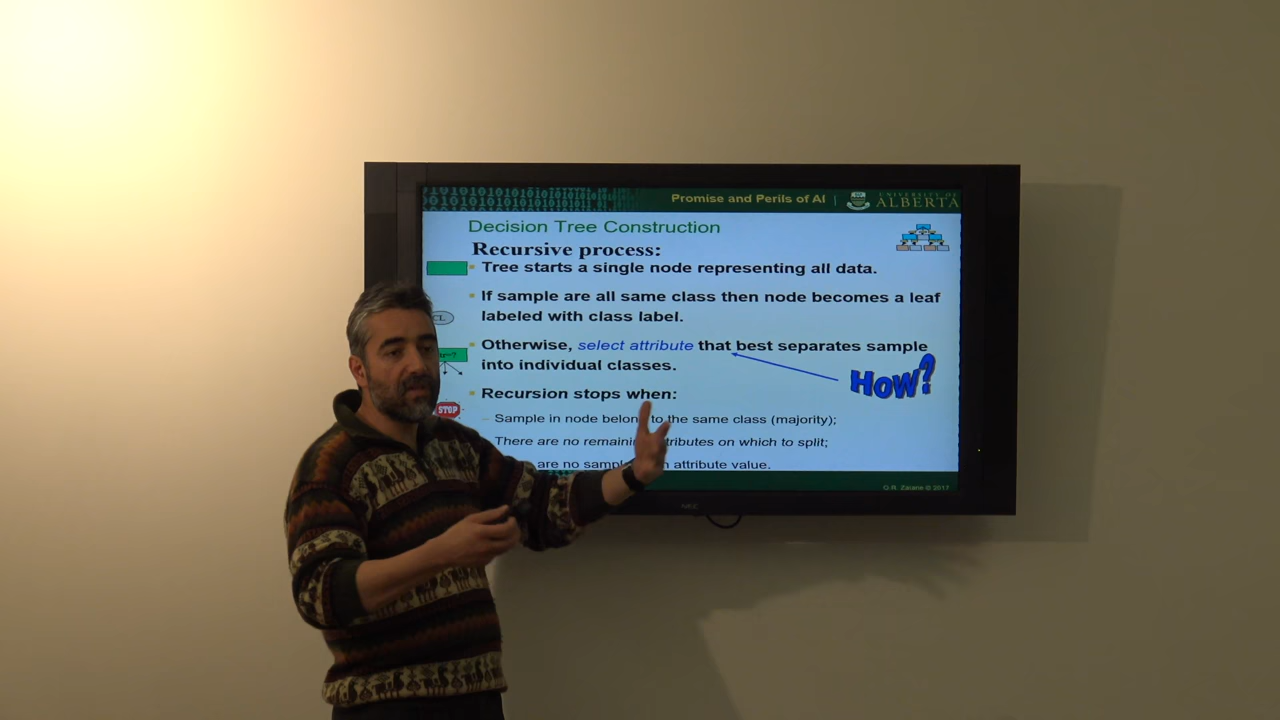 Promise and Perils of AI
UNIVERSITY OF
ALBERTA
Decision Tree Construction
Recursive process:
Tree starts a single node representing all data.
If sample are all same class then node becomes a leaf
CL
labeled with class label.
Otherwise, select attribute that best separates sample
into individual classes.
How?
Recursion stops when:
STOP
Sample in node belong to the same class (majority);
There are no remaining attributes on which to split;
are no sample attribute value.
O.R. Zaiane © 2017
NEC